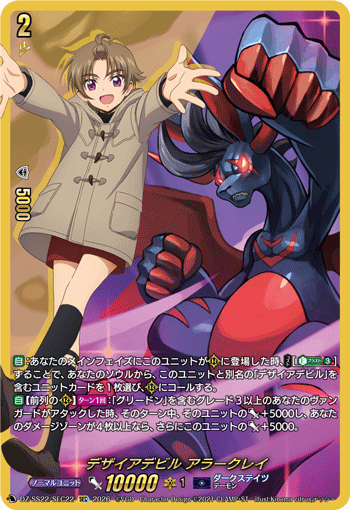 2
5000
自:あなたのメインフェイズにこのユニットがⓇに登場した時、[Eブラスト3]
することで、あなたのソウルから、このユニットと別名の「デザイアデビル」を
含むユニットカードを1枚選び、Ⓡにコールする。
自【前列のⓇ】ターン1回:「グリードン」を含むグレード3以上のあなたのヴァン
ガードがアタックした時、そのターン中、そのユニットの+5000し、あな
たのダメージゾーンが4枚以上なら、さらにこのユニットの+5000。
デザイアデビル アラークレイ
ノーマルユニット 10000 1 ダークステイツ
デーモン
DZ-SS22/SEC22 2026